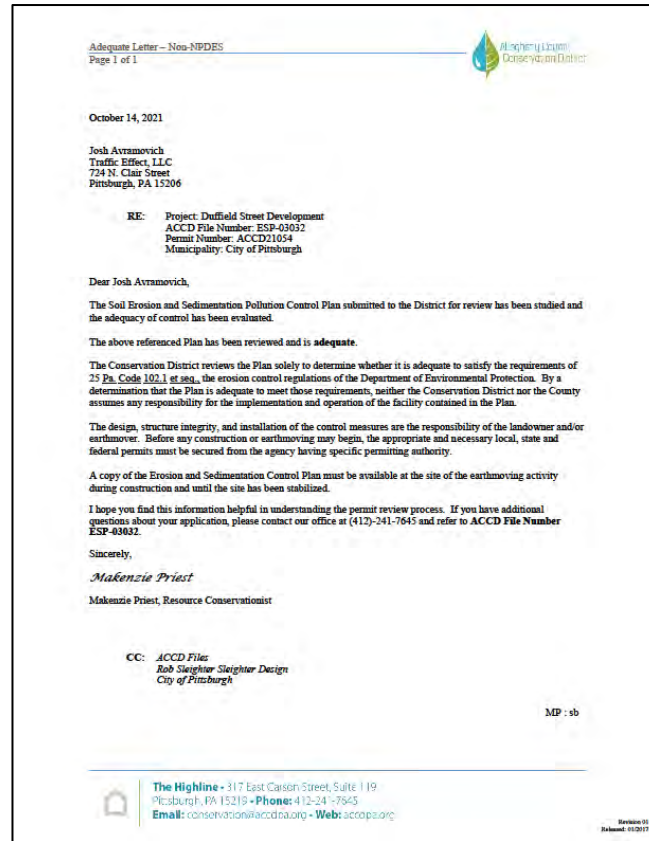 Adequate Letter – Non-NPDES
Page 1 of 1
Allegheny County
Conservation District
October 14, 2021
Josh Avramovich
Traffic Effect, LLC
724 N. Clair Street
Pittsburgh, PA 15206
RE: Project: Duffield Street Development
ACCD File Number: ESP-03032
Permit Number: ACCD21054
Municipality: City of Pittsburgh
Dear Josh Avramovich,
The Soil Erosion and Sedimentation Pollution Control Plan submitted to the District for review has been studied and
the adequacy of control has been evaluated.
The above referenced Plan has been reviewed and is adequate.
The Conservation District reviews the Plan solely to determine whether it is adequate to satisfy the requirements of
25 Pa. Code 102.1 et seq., the erosion control regulations of the Department of Environmental Protection. By a
determination that the Plan is adequate to meet those requirements, neither the Conservation District nor the County
assumes any responsibility for the implementation and operation of the facility contained in the Plan.
The design, structure integrity, and installation of the control measures are the responsibility of the landowner and/or
earthmover. Before any construction or earthmoving may begin, the appropriate and necessary local, state and
federal permits must be secured from the agency having specific permitting authority.
A copy of the Erosion and Sedimentation Control Plan must be available at the site of the earthmoving activity
during construction and until the site has been stabilized.
I hope you find this information helpful in understanding the permit review process. If you have additional
questions about your application, please contact our office at (412)-241-7645 and refer to ACCD File Number
ESP-03032.
Sincerely,
Makenzie Priest
Makenzie Priest, Resource Conservationist
CC: ACCD Files
Rob Sleighter Sleighter Design
City of Pittsburgh
MP : sb
The Highline • 317 East Carson Street, Suite 119
Pittsburgh, PA 15219 • Phone: 412-241-7645
Email: conservation@accdpa.org • Web: accdpa.org
Revision 01
Released: 01/2017